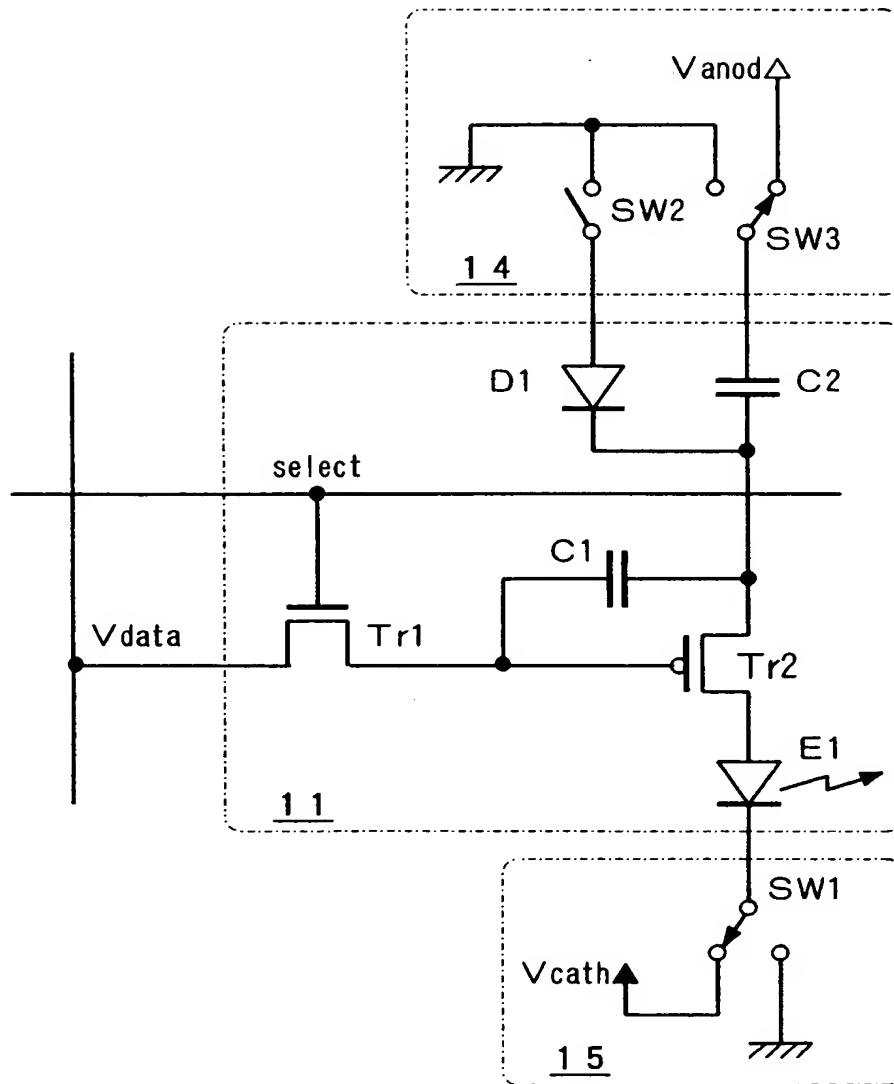 Vanod
SW2
SW3
14
D1
C2
select
C1
Vdata
Tr1
Tr2
E1
11
SW1
Vcath
15